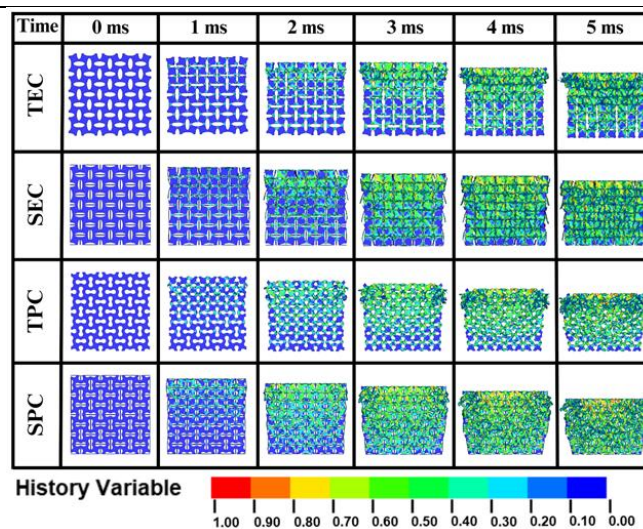 Time 0 ms 1 ms 2 ms 3 ms 4 ms 5 ms
TEC
SEC
TPC
SPC
History Variable
1.00 0.90 0.80 0.70 0.60 0.50 0.40 0.30 0.20 0.10 0.00